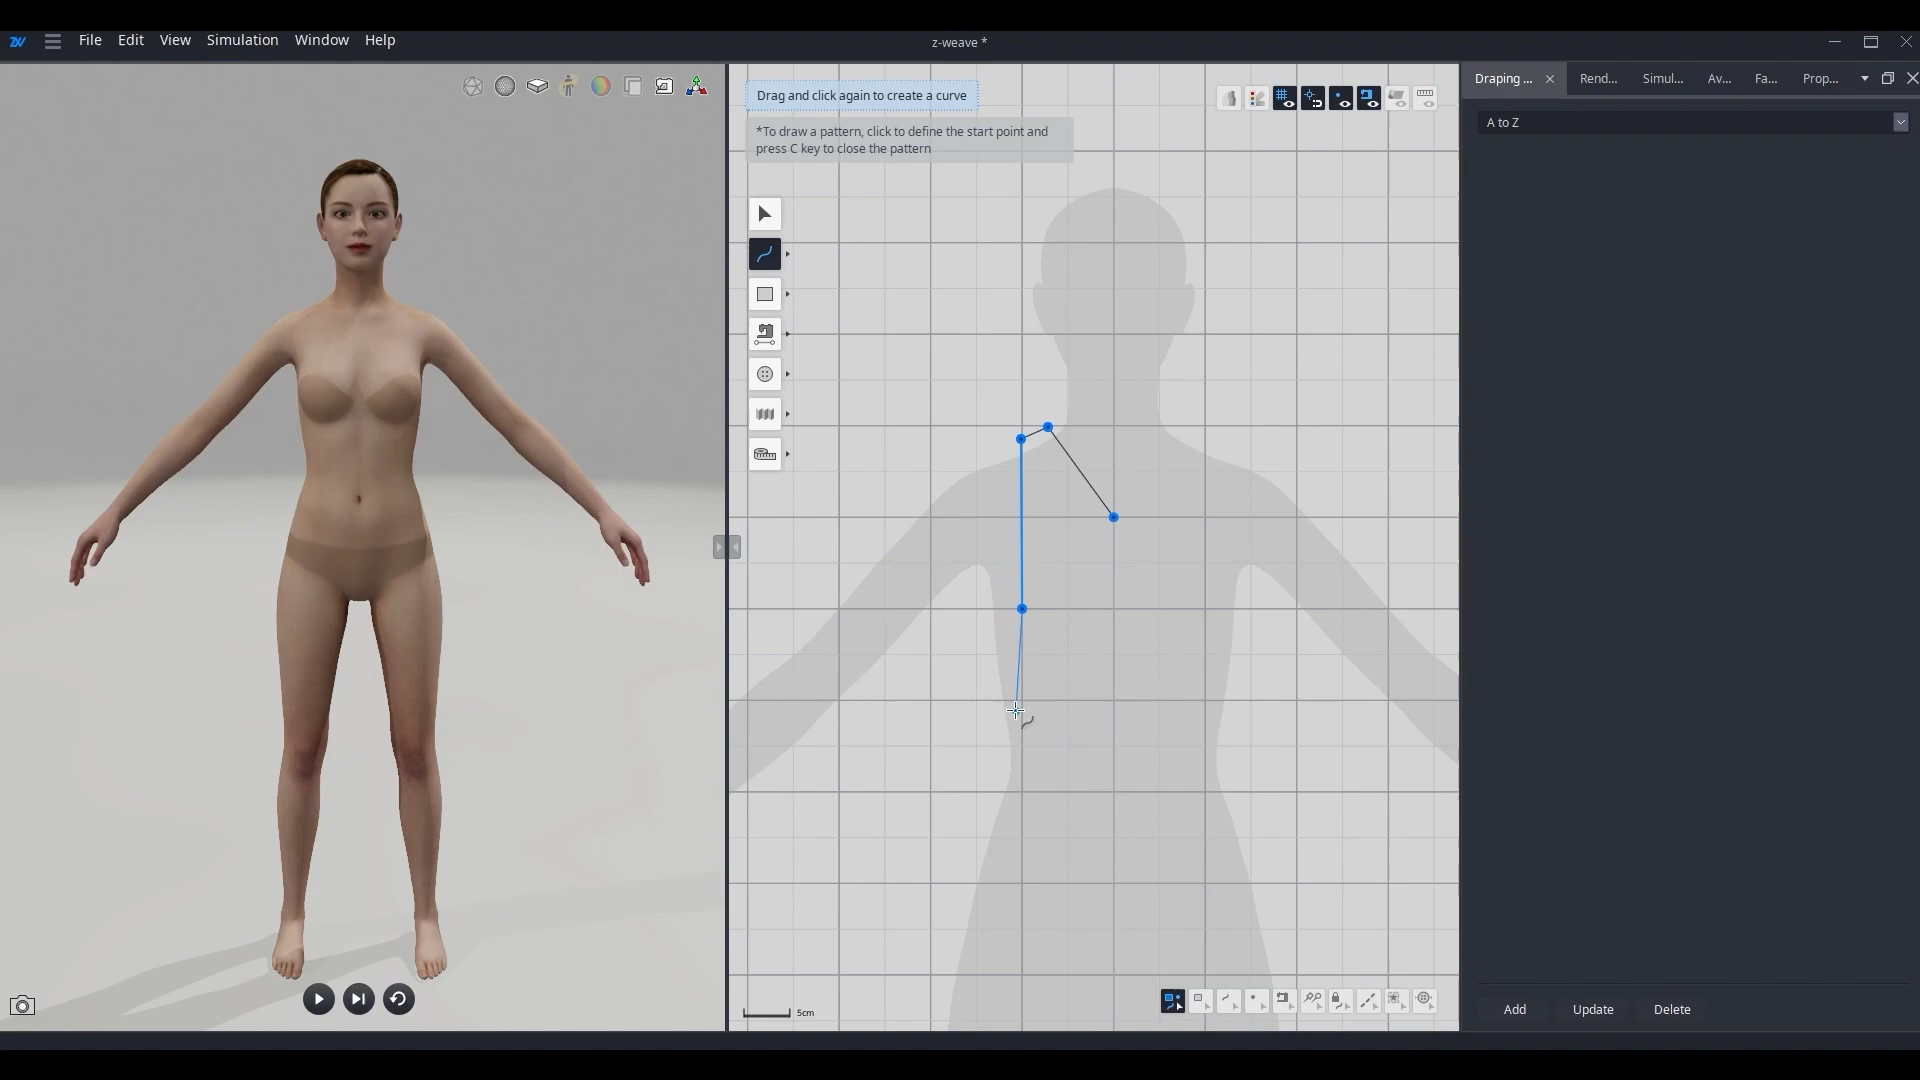 ZW File Edit View Simulation Window Help
z-weave *
Drag and click again to create a curve
*To draw a pattern, click to define the start point and
press C key to close the pattern
5cm
Draping ... Rend... Simul... Av... Fa... Prop...
A to Z
Add Update Delete